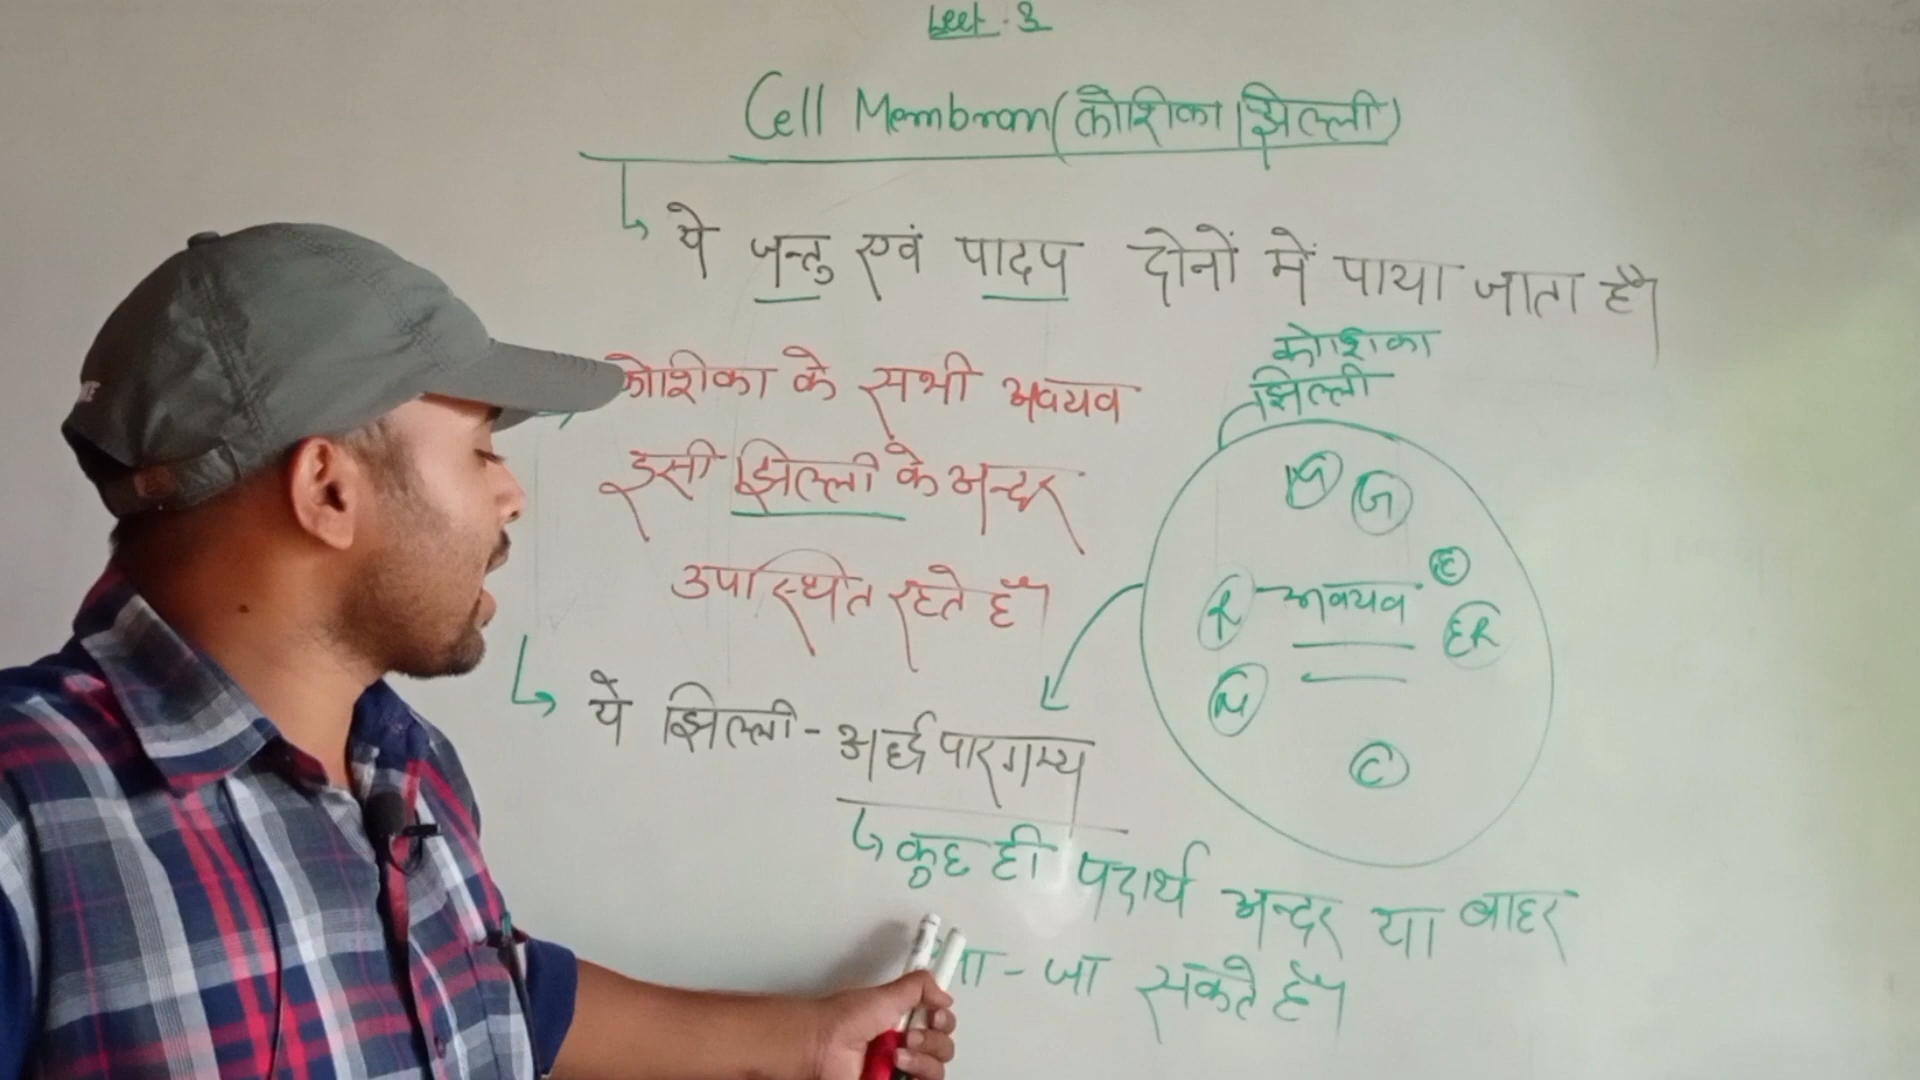 Lect. 3
Cell Membran (कोशिका झिल्ली)
ये जन्तु एवं पादप दोनों में पाया जाता है।
कोशिका के सभी अवयव
इसी झिल्ली के अन्दर
उपस्थित रहते हैं।
ये झिल्ली - अर्द्धपारगम्य
कुछ ही पदार्थ अन्दर या बाहर
जा सकते हैं।
कोशिका
झिल्ली
M G
E
R अवयव ER
N
C